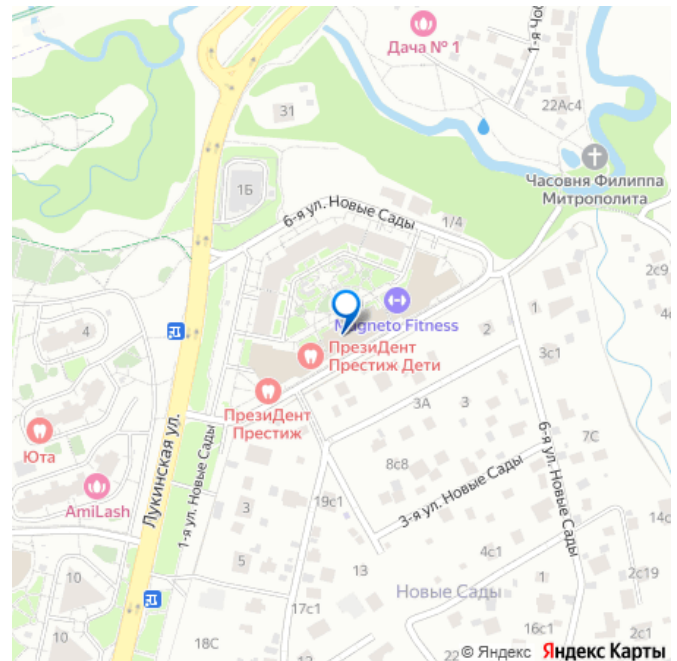 Дача № 1
1-я Чос
22Ас4
31
Часовня Филиппа
Митрополита
1Б
6-я ул. Новые Сады
1/4
2с9
Magneto Fitness
1
2
4
ПрезиДент
Престиж Дети
3с1
ПрезиДент
Престиж
3А
3
6-я ул. Новые Сады
7С
Юта
Лукинская ул.
1-я ул. Новые Сады
8с8
AmiLash
3
19с1
3-я ул. Новые Сады
14с
4с1
5
13
1
2с19
10
Новые Сады
17с1
10
18С
16с1
22
© Яндекс Яндекс Карты